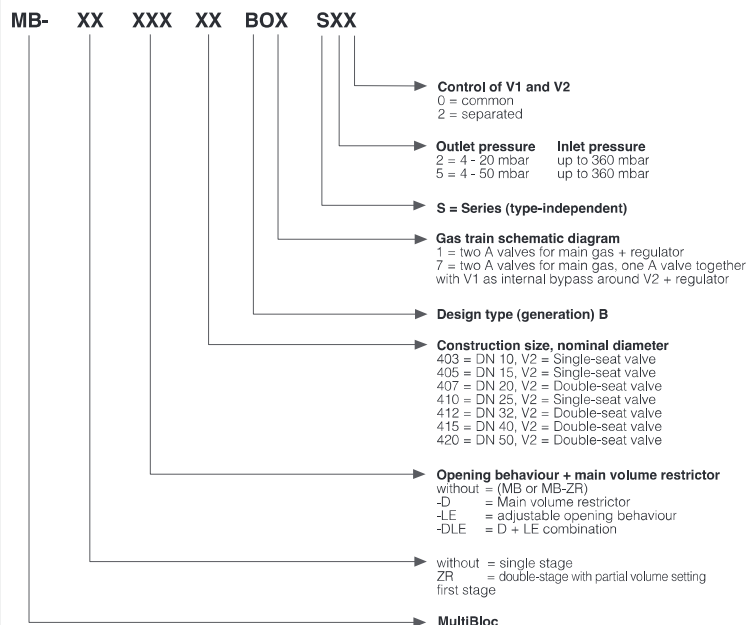 MB- XX XXX XX BOX SXX
Control of V1 and V2
0 = common
2 = separated
Outlet pressure Inlet pressure
2 = 4 - 20 mbar up to 360 mbar
5 = 4 - 50 mbar up to 360 mbar
S = Series (type-independent)
Gas train schematic diagram
1 = two A valves for main gas + regulator
7 = two A valves for main gas, one A valve together
with V1 as internal bypass around V2 + regulator
Design type (generation) B
Construction size, nominal diameter
403 = DN 10, V2 = Single-seat valve
405 = DN 15, V2 = Single-seat valve
407 = DN 20, V2 = Double-seat valve
410 = DN 25, V2 = Single-seat valve
412 = DN 32, V2 = Double-seat valve
415 = DN 40, V2 = Double-seat valve
420 = DN 50, V2 = Double-seat valve
Opening behaviour + main volume restrictor
without = (MB or MB-ZR)
-D = Main volume restrictor
-LE = adjustable opening behaviour
-DLE = D + LE combination
without = single stage
ZR = double-stage with partial volume setting
first stage
MultiBloc